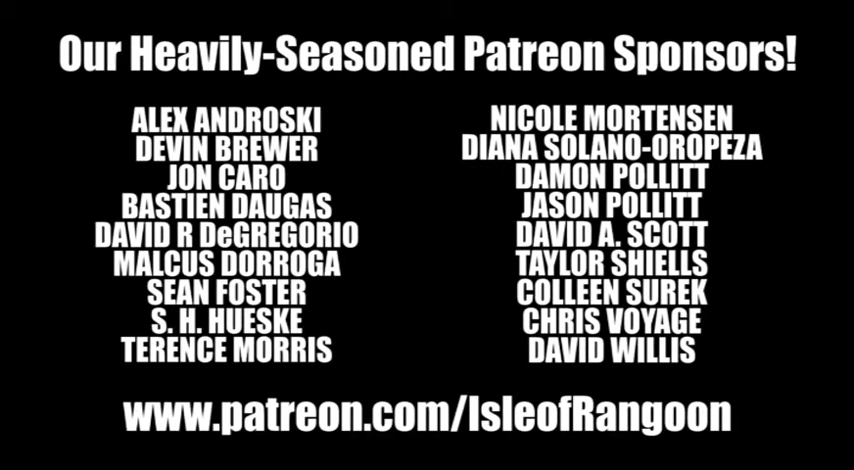 Our Heavily-Seasoned Patreon Sponsors!
ALEX ANDROSKI
DEVIN BREWER
JON CARO
BASTIEN DAUGAS
DAVID R DeGREGORIO
MALCUS DORROGA
SEAN FOSTER
S. H. HUESKE
TERENCE MORRIS
NICOLE MORTENSEN
DIANA SOLANO-OROPEZA
DAMON POLLITT
JASON POLLITT
DAVID A. SCOTT
TAYLOR SHIELLS
COLLEEN SUREK
CHRIS VOYAGE
DAVID WILLIS
www.patreon.com/IsleofRangoon